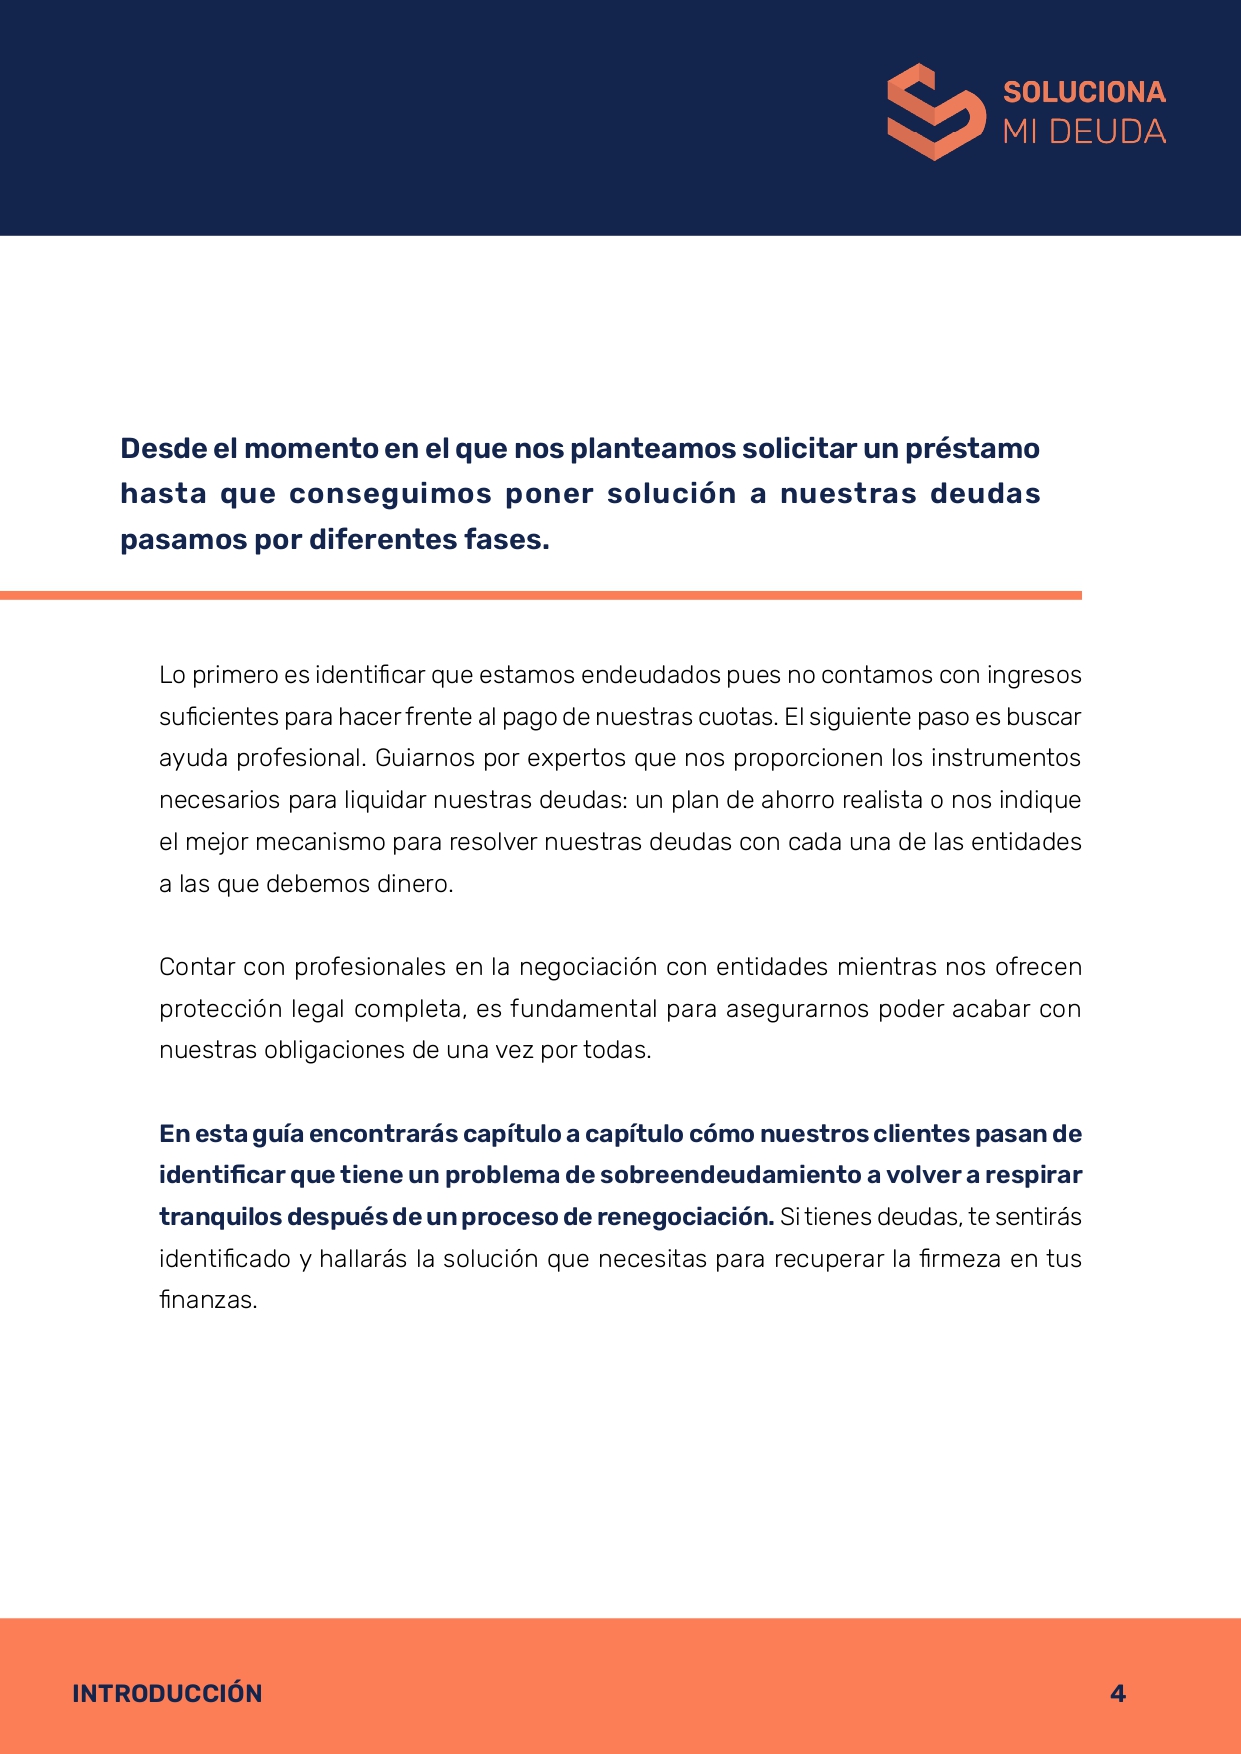 SOLUCIONA
MI DEUDA
Desde el momento en el que nos planteamos solicitar un préstamo
hasta que conseguimos poner solución a nuestras deudas
pasamos por diferentes fases.
Lo primero es identificar que estamos endeudados pues no contamos con ingresos
suficientes para hacer frente al pago de nuestras cuotas. El siguiente paso es buscar
ayuda profesional. Guiarnos por expertos que nos proporcionen los instrumentos
necesarios para liquidar nuestras deudas: un plan de ahorro realista o nos indique
el mejor mecanismo para resolver nuestras deudas con cada una de las entidades
a las que debemos dinero.
Contar con profesionales en la negociación con entidades mientras nos ofrecen
protección legal completa, es fundamental para asegurarnos poder acabar con
nuestras obligaciones de una vez por todas.
En esta guía encontrarás capítulo a capítulo cómo nuestros clientes pasan de
identificar que tiene un problema de sobreendeudamiento a volver a respirar
tranquilos después de un proceso de renegociación. Si tienes deudas, te sentirás
identificado y hallarás la solución que necesitas para recuperar la firmeza en tus
finanzas.
INTRODUCCIÓN
4